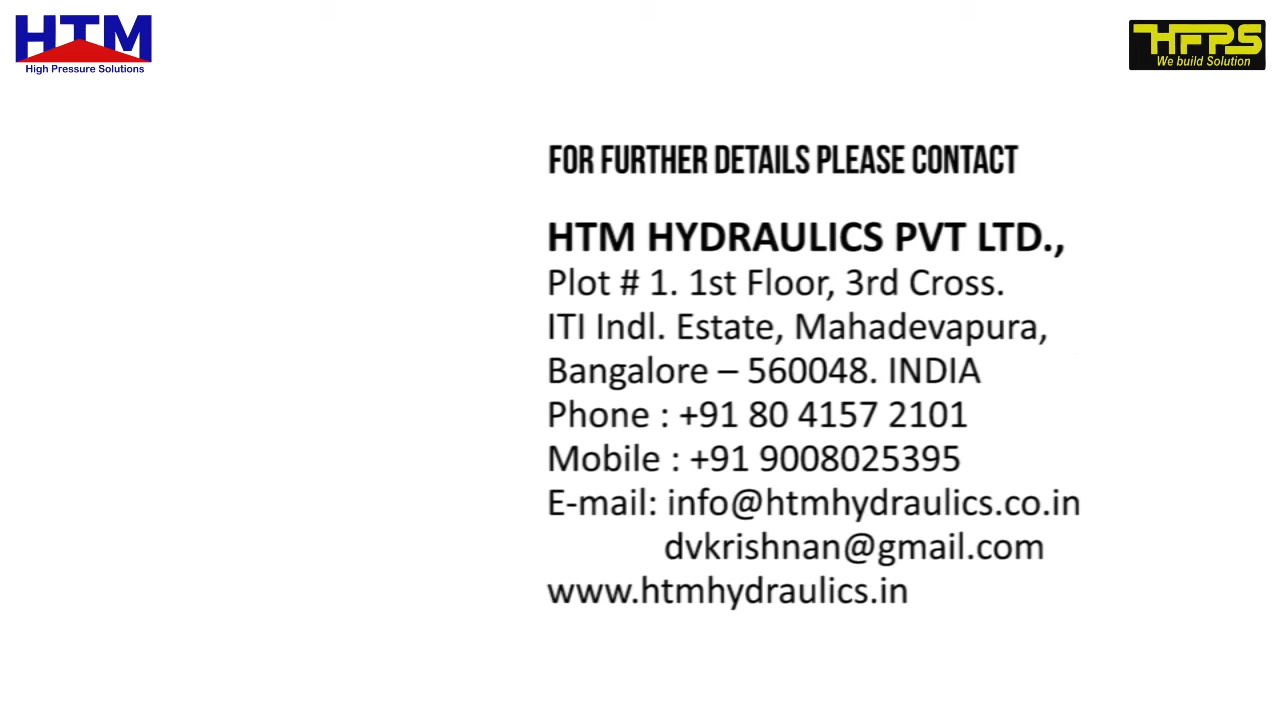 HTM
High Pressure Solutions
HFPS
We build Solution
FOR FURTHER DETAILS PLEASE CONTACT
HTM HYDRAULICS PVT LTD.,
Plot # 1. 1st Floor, 3rd Cross.
ITI Indl. Estate, Mahadevapura,
Bangalore – 560048. INDIA
Phone : +91 80 4157 2101
Mobile : +91 9008025395
E-mail: info@htmhydraulics.co.in
dvkrishnan@gmail.com
www.htmhydraulics.in